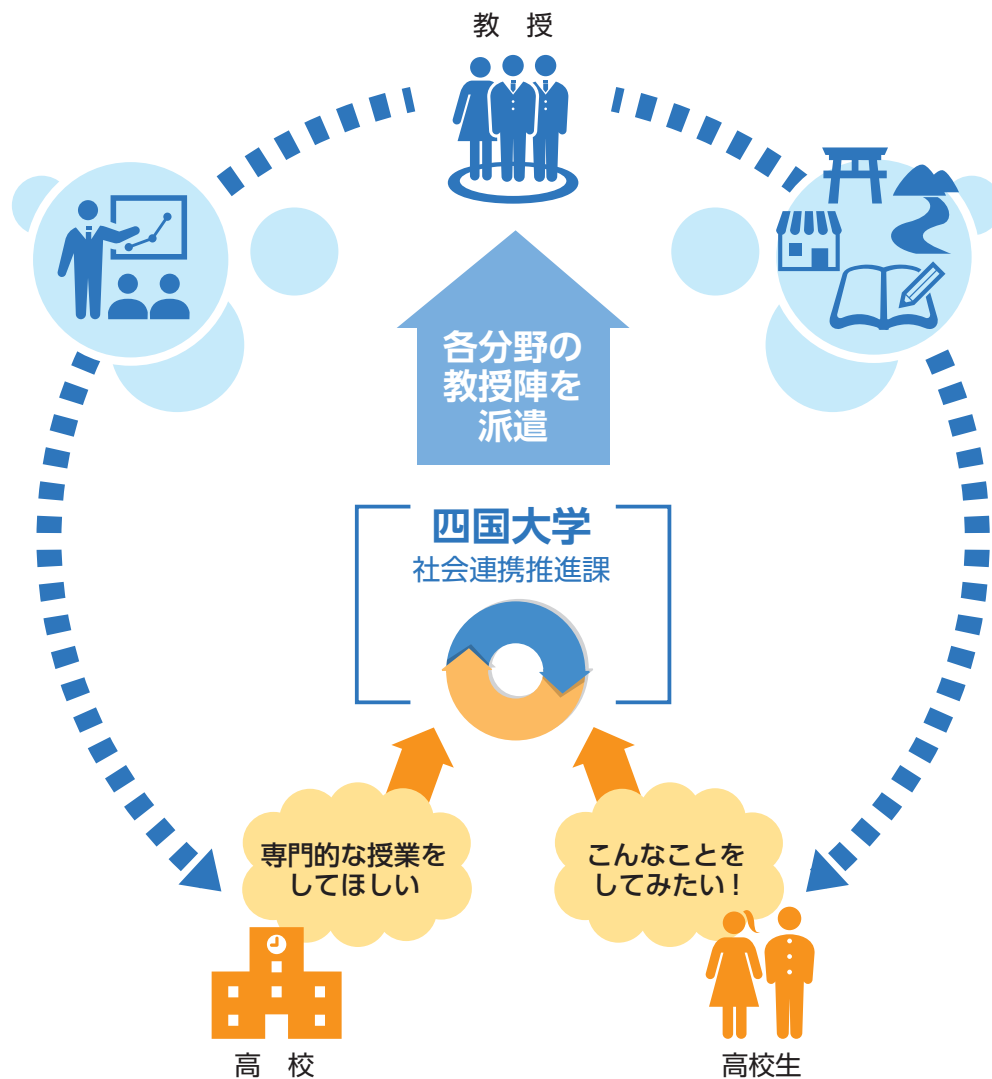 教　授
各分野の
教授陣を
派遣
四国大学
社会連携推進課
専門的な授業を
してほしい
こんなことを
してみたい！
高　校
高校生